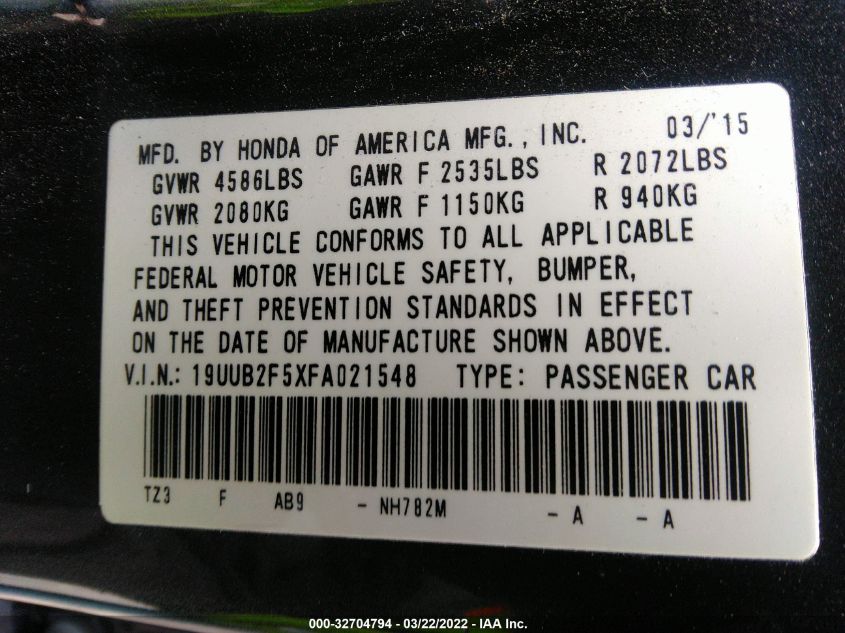 MFD. BY HONDA OF AMERICA MFG., INC. 03/'15
GVWR 4586LBS GAWR F 2535LBS R 2072LBS
GVWR 2080KG GAWR F 1150KG R 940KG
THIS VEHICLE CONFORMS TO ALL APPLICABLE
FEDERAL MOTOR VEHICLE SAFETY, BUMPER,
AND THEFT PREVENTION STANDARDS IN EFFECT
ON THE DATE OF MANUFACTURE SHOWN ABOVE.
V.I.N.: 19UUB2F5XFA021548 TYPE: PASSENGER CAR
TZ3 F AB9 - NH782M - A - A
000-32704794 - 03/22/2022 - IAA Inc.